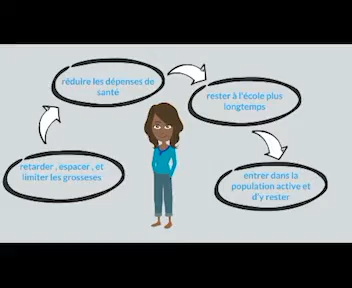 retarder , espacer , et
limiter les grosseses
réduire les dépenses de
santé
rester à l'école plus
longtemps
entrer dans la
population active et
d'y rester